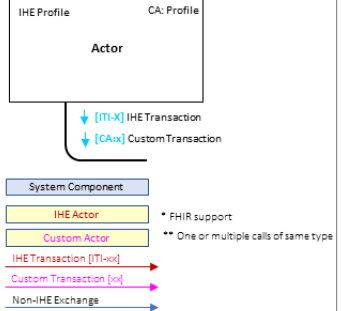 IHE Profile
CA: Profile
Actor
[ITI-X] IHE Transaction
[CA:x] Custom Transaction
System Component
IHE Actor
* FHIR support
Custom Actor
** One or multiple calls of same type
IHE Transaction [ITI-xx]
Custom Transaction [xx]
Non-IHE Exchange